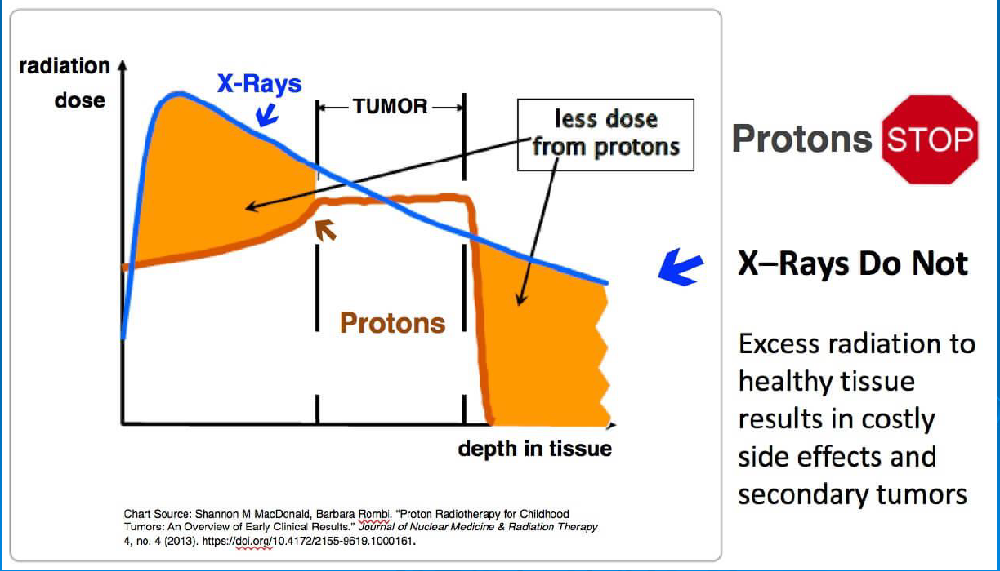 radiation
dose
X-Rays
TUMOR
less dose
from protons
Protons
depth in tissue
Chart Source: Shannon M MacDonald, Barbara Rombi. “Proton Radiotherapy for Childhood
Tumors: An Overview of Early Clinical Results.” Journal of Nuclear Medicine & Radiation Therapy
4, no. 4 (2013). https://doi.org/10.4172/2155-9619.1000161.
Protons STOP
X–Rays Do Not
Excess radiation to
healthy tissue
results in costly
side effects and
secondary tumors